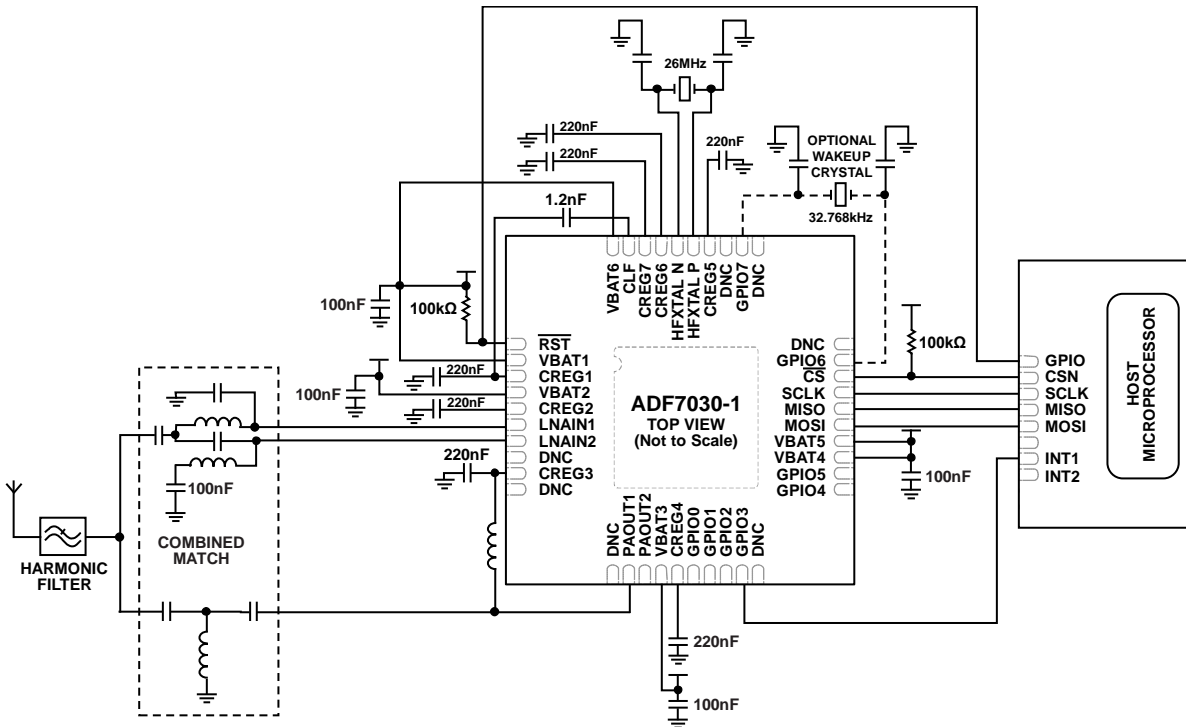 26MHz
220nF
220nF
220nF
OPTIONAL
WAKEUP
CRYSTAL
32.768kHz
1.2nF
VBAT6
CLF
CREG7
CREG6
HFXTAL N
HFXTAL P
CREG5
DNC
GPIO7
DNC
100nF
100kΩ
RST
VBAT1
CREG1
VBAT2
CREG2
LNAIN1
LNAIN2
DNC
CREG3
DNC
220nF
100nF
220nF
220nF
100nF
COMBINED
MATCH
HARMONIC
FILTER
ADF7030-1
TOP VIEW
(Not to Scale)
DNC
GPIO6
CS
SCLK
MISO
MOSI
VBAT5
VBAT4
GPIO5
GPIO4
100kΩ
100nF
DNC
PAOUT1
PAOUT2
VBAT3
CREG4
GPIO0
GPIO1
GPIO2
GPIO3
DNC
220nF
100nF
GPIO
CSN
SCLK
MISO
MOSI
INT1
INT2
HOST
MICROPROCESSOR